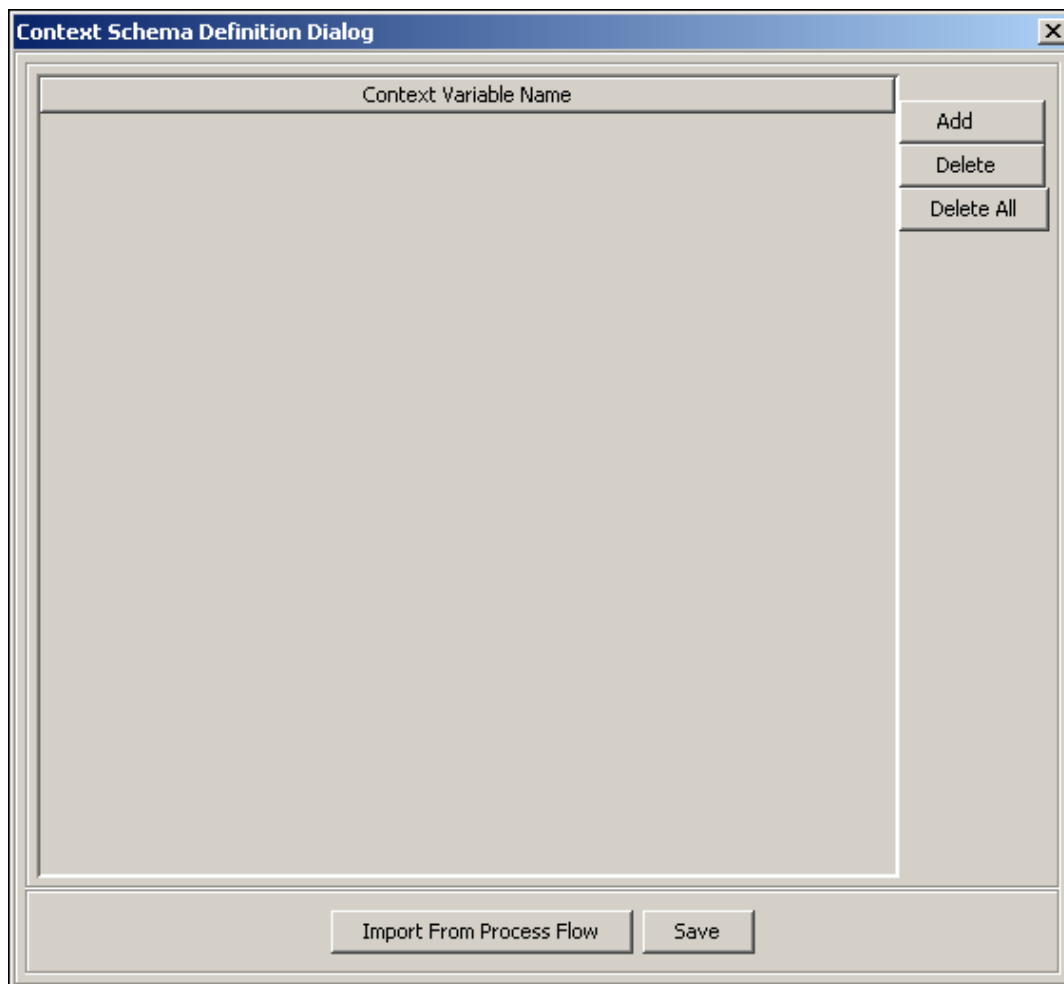 Context Schema Definition Dialog
Context Variable Name
Add
Delete
Delete All
Import From Process Flow
Save